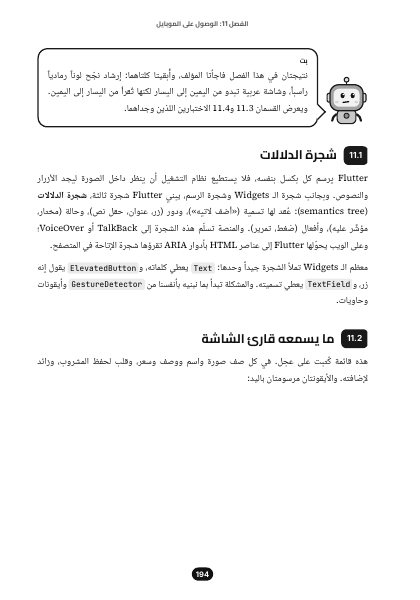 الفصل 11: الوصول على الموبايل
بِت
نتيجتان في هذا الفصل فاجأتا المؤلف، وأبقيتا كلتاهما: إرشاد نجّح لوناً رمادياً
راسباً، وشاشة عربية تبدو من اليمين إلى اليسار لكنها تُقرأ من اليسار إلى اليمين.
ويعرض القسمان 11.3 و11.4 الاختبارين اللذين وجداهما.
11.1 شجرة الدلالات
Flutter يرسم كل بكسل بنفسه، فلا يستطيع نظام التشغيل أن ينظر داخل الصورة ليجد الأزرار
والنصوص. وبجانب شجرة الـ Widgets وشجرة الرسم، يبني Flutter شجرة ثالثة، شجرة الدلالات
(semantics tree): عُقد لها تسمية («أضف لاتيه»)، ودور (زر، عنوان، حقل نص)، وحالة (مختار،
مؤشَّر عليه)، وأفعال (ضغط، تمرير). والمنصة تسلّم هذه الشجرة إلى TalkBack أو VoiceOver؛
وعلى الويب يحوّلها Flutter إلى عناصر HTML بأدوار ARIA تقرؤها شجرة الإتاحة في المتصفح.
معظم الـ Widgets تملأ الشجرة جيداً وحدها: Text يعطي كلماته، و ElevatedButton يقول إنه
زر، و TextField يعطي تسميته. والمشكلة تبدأ بما نبنيه بأنفسنا من GestureDetector وأيقونات
وحاويات.
11.2 ما يسمعه قارئ الشاشة
هذه قائمة كُتبت على عجل. في كل صف صورة واسم ووصف وسعر، وقلب لحفظ المشروب، وزائد
لإضافته. والأيقونتان مرسومتان باليد:
194